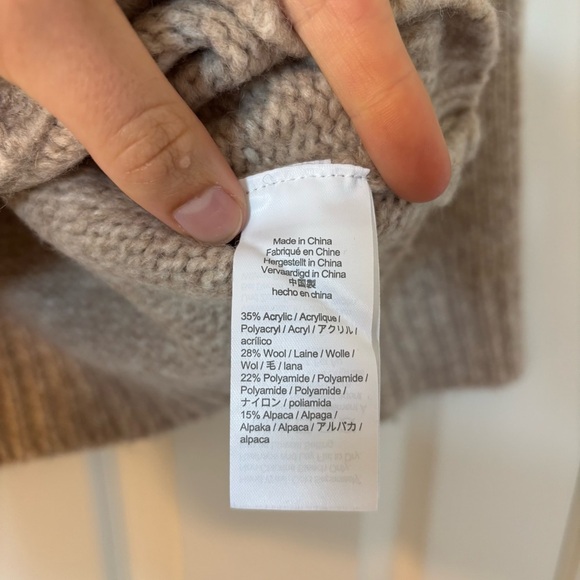 Made in China
Fabriqué en Chine
Hergestellt in China
Vervaardigd in China
中国製
hecho en china
35% Acrylic / Acrylique /
Polyacryl / Acryl / アクリル /
acrílico
28% Wool / Laine / Wolle /
Wol / 毛 / lana
22% Polyamide / Polyamide /
Polyamid / Polyamide /
ナイロン / poliamida
15% Alpaca / Alpaga /
Alpaka / Alpaca / アルパカ /
alpaca